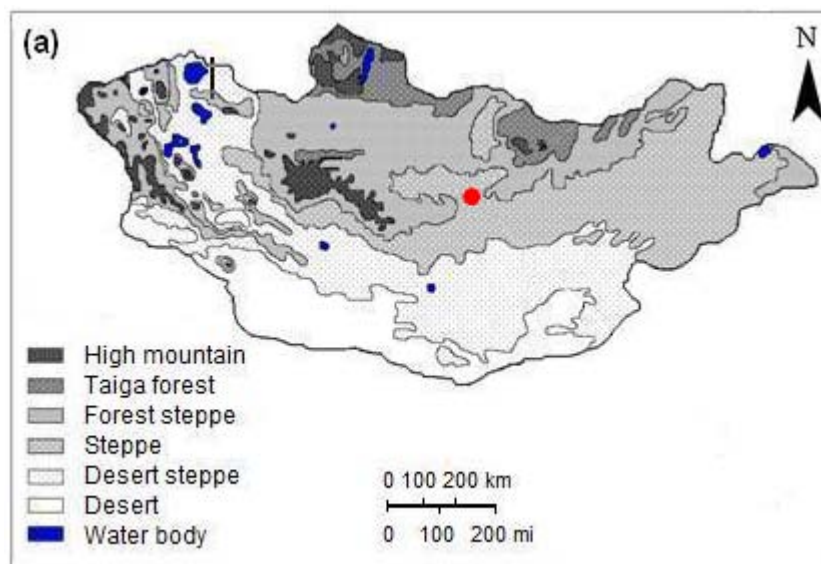 (a)
N
High mountain
Taiga forest
Forest steppe
Steppe
Desert steppe
Desert
Water body
0 100 200 km
0 100 200 mi